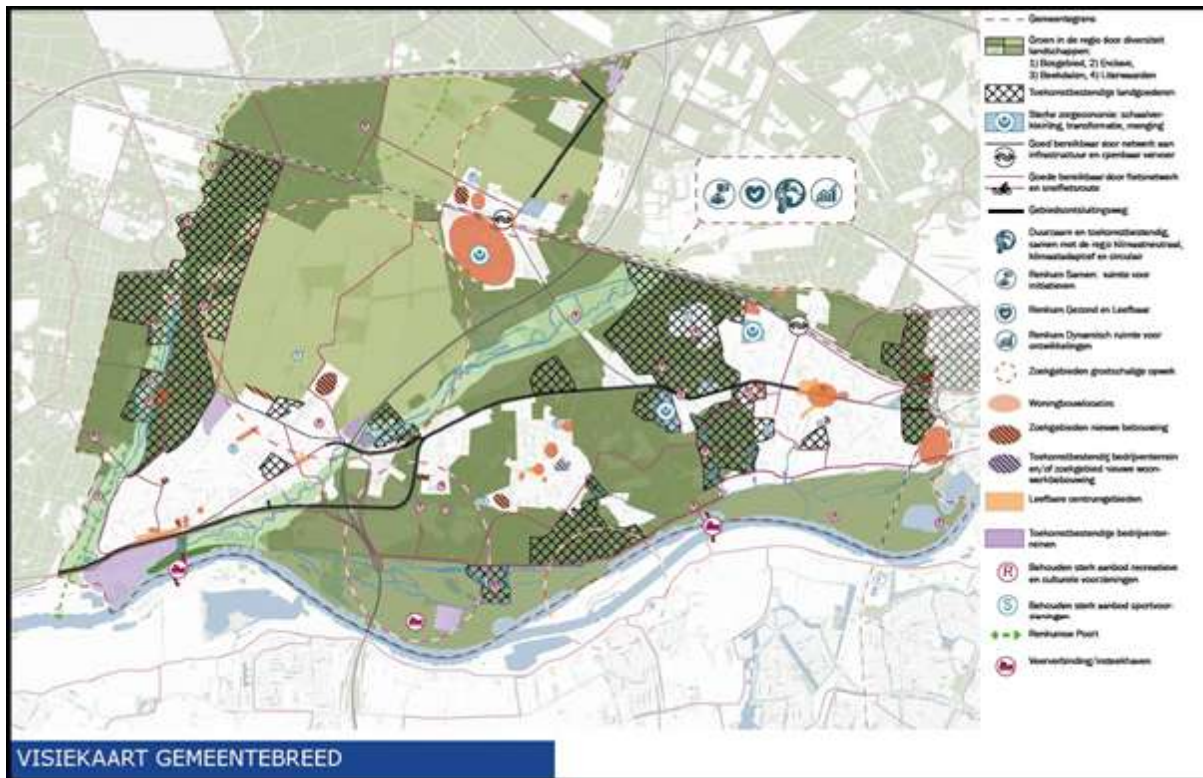 Gemeentegrens
Groen in de regio door diversiteit
landschappen:
1) Bosgebied, 2) Enclave,
3) Beekdalen, 4) Uiterwaarden
Toekomstbestendige landgoederen
Sterke zorgeconomie: schaalver-
kleining, transformatie, menging
Goed bereikbaar door netwerk aan
infrastructuur en openbaar vervoer
Goede bereikbaar door fietsnetwerk
en snelfietsroute
Gebiedsontsluitingsweg
Duurzaam en toekomstbestendig,
samen met de regio klimaatneutraal,
klimaatadaptief en circulair
Renkum Samen: ruimte voor
initiatieven
Renkum Gezond en Leefbaar
Renkum Dynamisch ruimte voor
ontwikkelingen
Zoekgebieden grootschalige opwek
Woningbouwlocaties
Zoekgebieden nieuwe bebouwing
Toekomstbestendig bedrijventerrein
en/of zoekgebied nieuwe woon-
werkbebouwing
Leefbare centrumgebieden
Toekomstbestendige bedrijventer-
reinen
R
Behouden sterk aanbod recreatieve
en culturele voorzieningen
S
Behouden sterk aanbod sportvoor-
zieningen
Renkumse Poort
Veerverbinding/insteekhaven
VISIEKAART GEMEENTEBREED